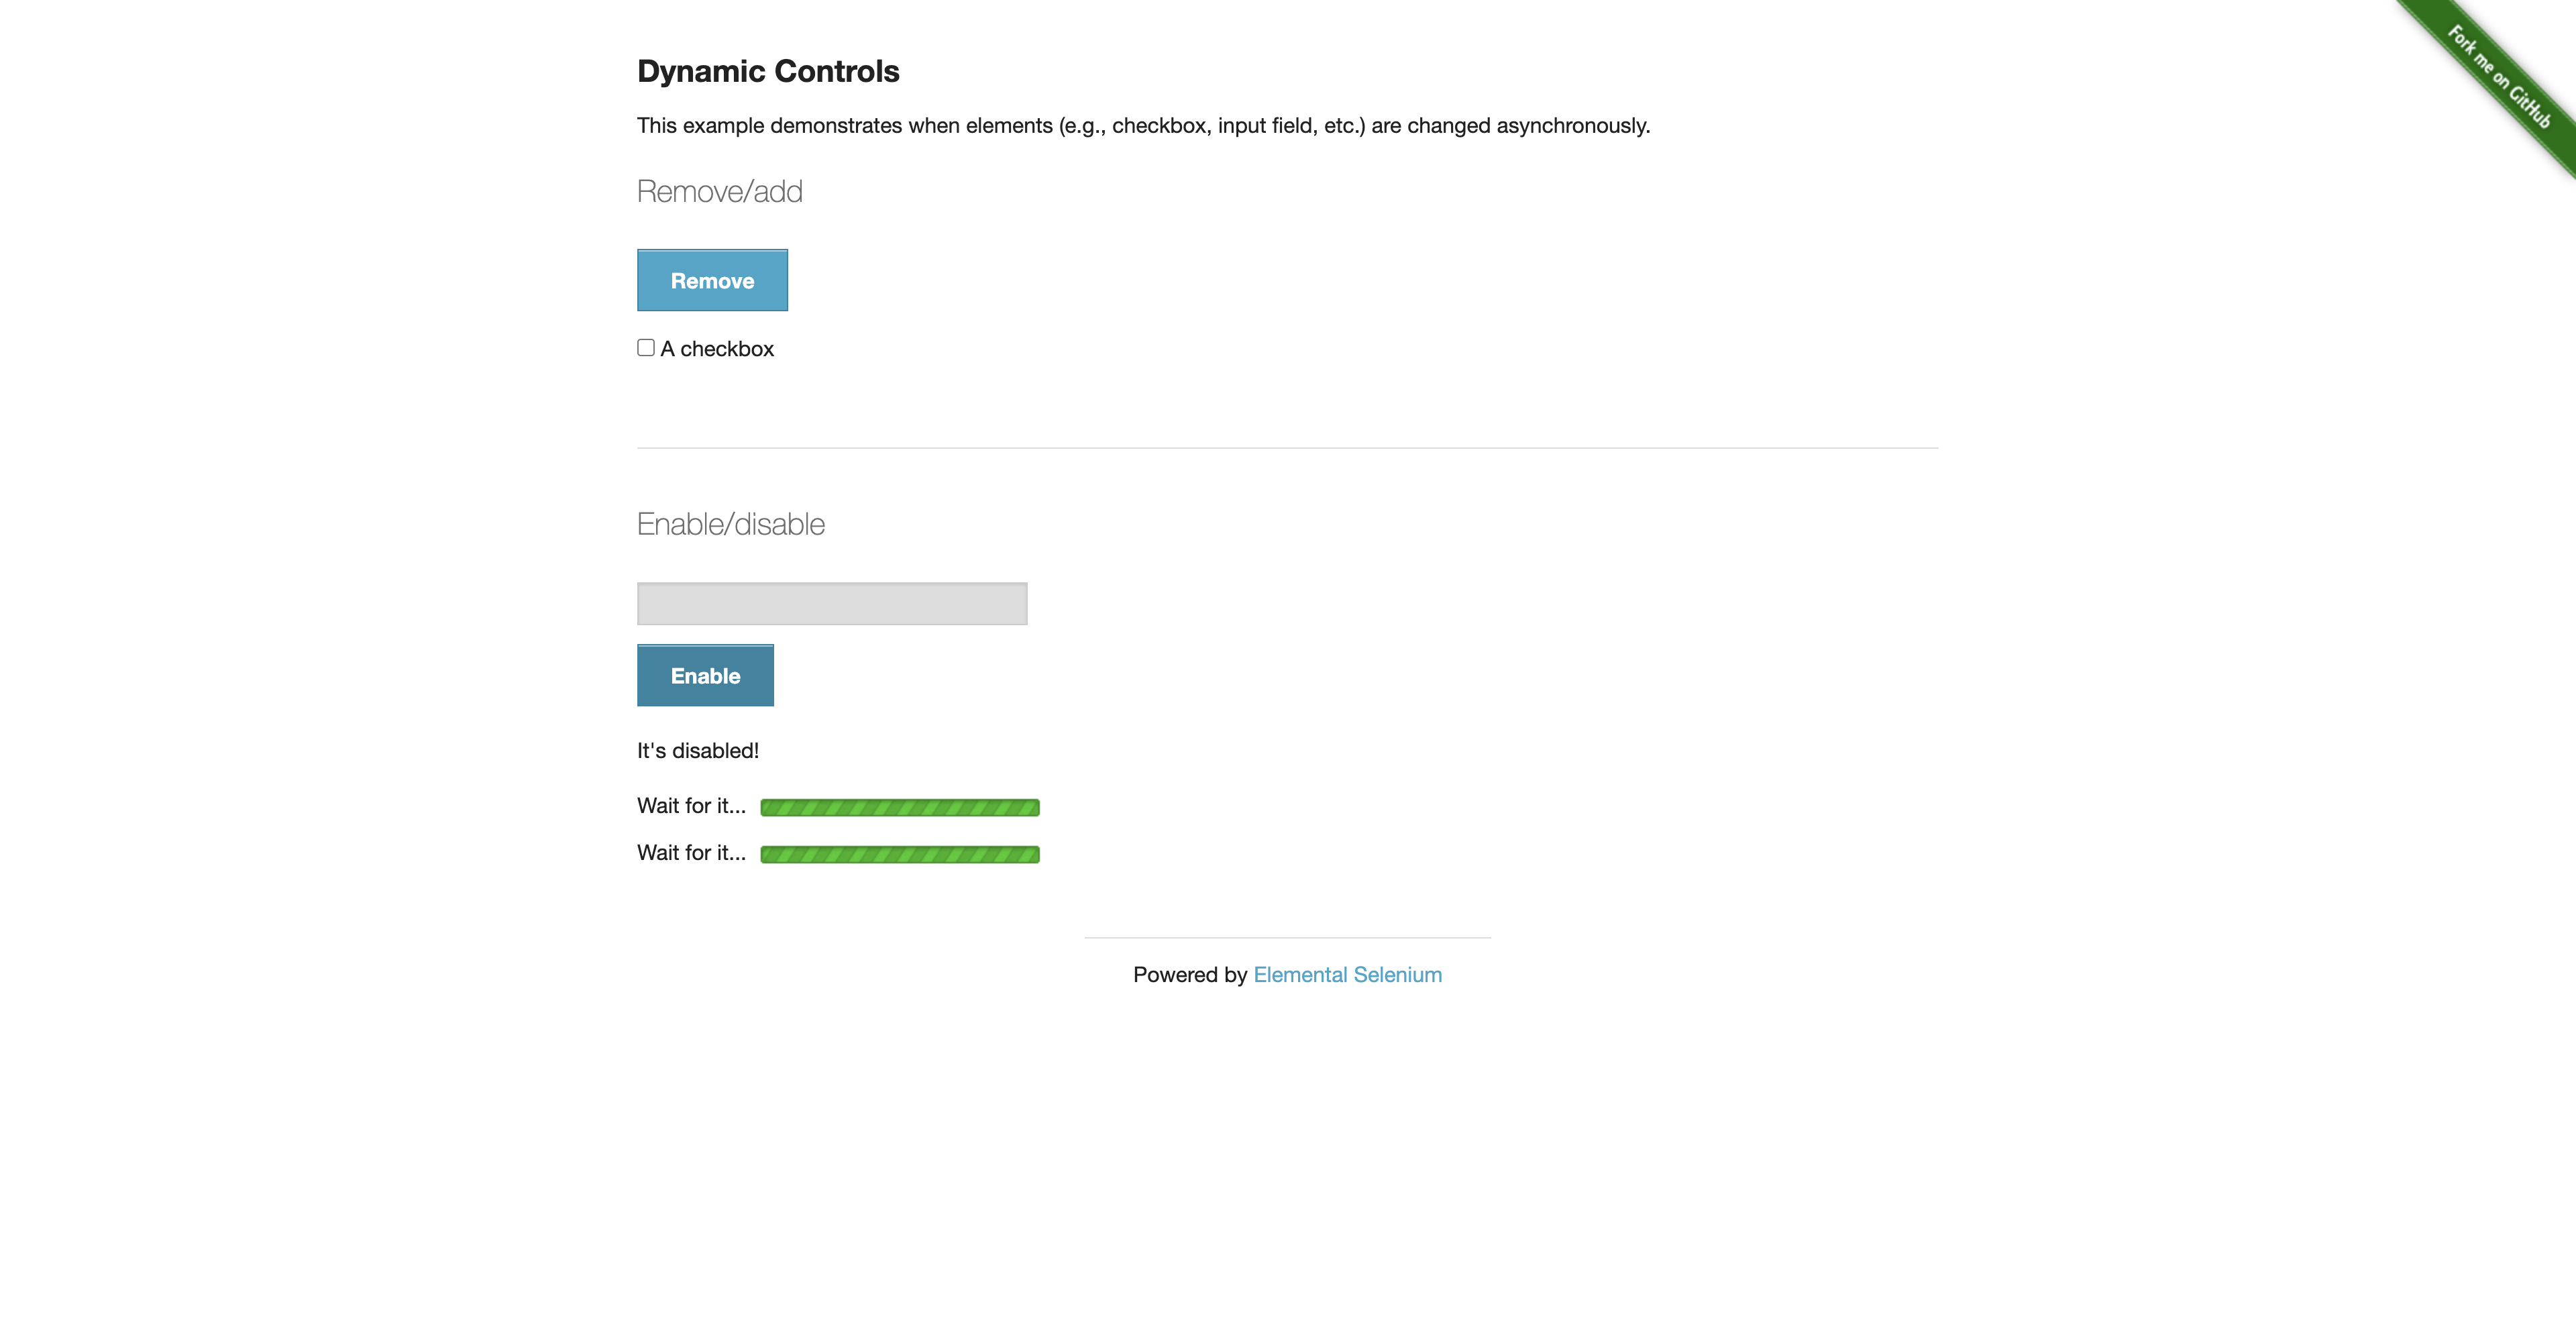 Fork me on GitHub
Dynamic Controls
This example demonstrates when elements (e.g., checkbox, input field, etc.) are changed asynchronously.
Remove/add
Remove
A checkbox
Enable/disable
Enable
It's disabled!
Wait for it...
Wait for it...
Powered by Elemental Selenium